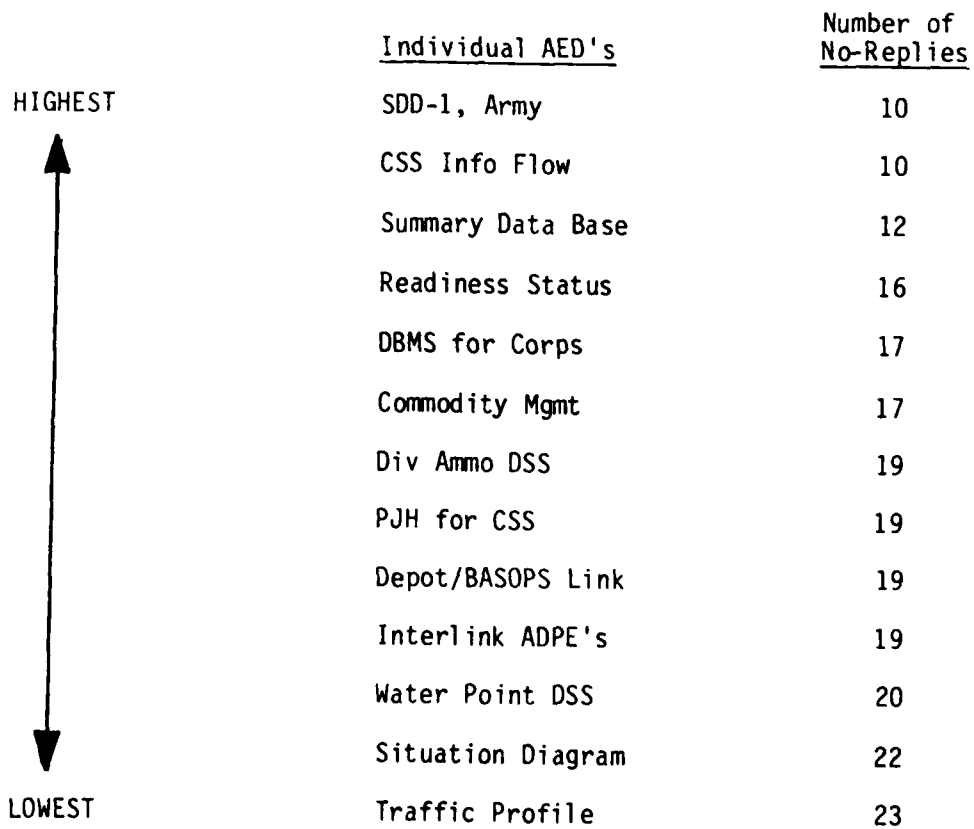 Individual AED's Number of No-Replies
HIGHEST SDD-1, Army 10
CSS Info Flow 10
Summary Data Base 12
Readiness Status 16
DBMS for Corps 17
Commodity Mgmt 17
Div Ammo DSS 19
PJH for CSS 19
Depot/BASOPS Link 19
Interlink ADPE's 19
Water Point DSS 20
Situation Diagram 22
LOWEST Traffic Profile 23